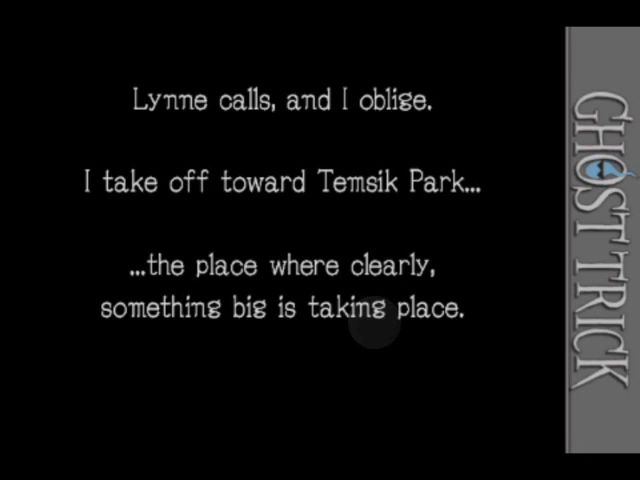 Lynne calls, and I oblige.
I take off toward Temsik Park...
...the place where clearly,
something big is taking place.
GHOST TRICK